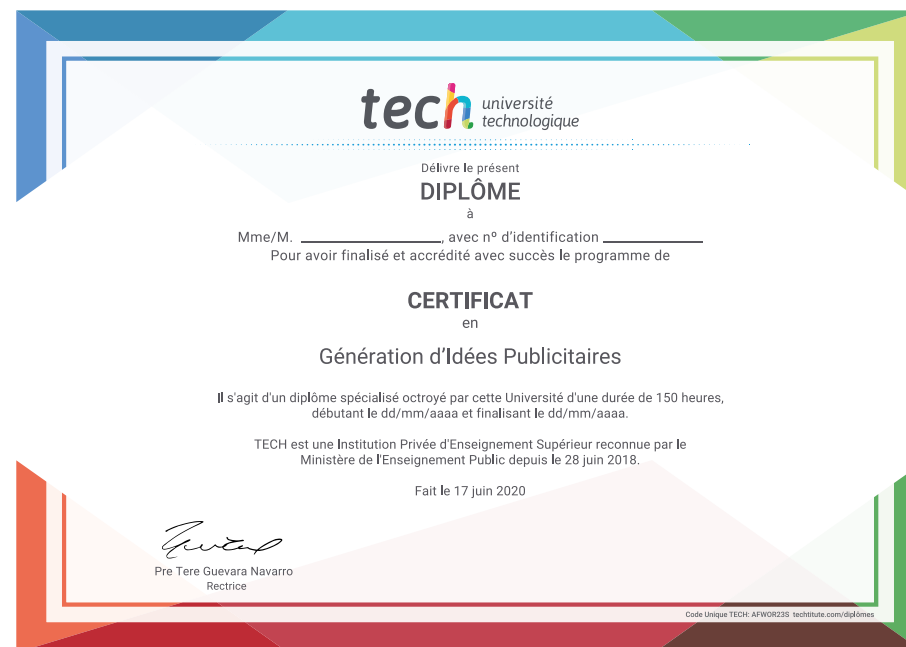 tech université
technologique
Délivre le présent
DIPLÔME
à
Mme/M. ____________________, avec nº d'identification ______________
Pour avoir finalisé et accrédité avec succès le programme de
CERTIFICAT
en
Génération d'Idées Publicitaires
Il s'agit d'un diplôme spécialisé octroyé par cette Université d'une durée de 150 heures,
débutant le dd/mm/aaaa et finalisant le dd/mm/aaaa.
TECH est une Institution Privée d'Enseignement Supérieur reconnue par le
Ministère de l'Enseignement Public depuis le 28 juin 2018.
Fait le 17 juin 2020
Pre Tere Guevara Navarro
Rectrice
Code Unique TECH: AFWOR23S techtitute.com/diplômes